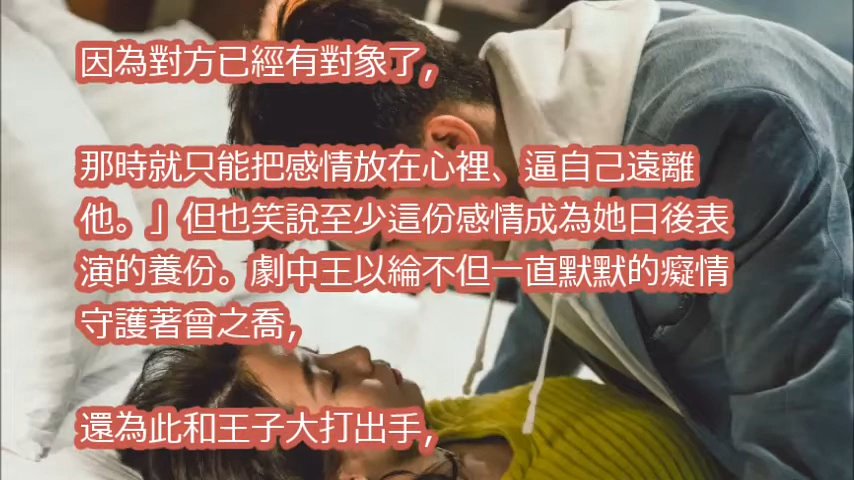 因為對方已經有對象了，
那時就只能把感情放在心裡、逼自己遠離
他。」但也笑說至少這份感情成為她日後表
演的養份。劇中王以綸不但一直默默的癡情
守護著曾之喬，
還為此和王子大打出手，